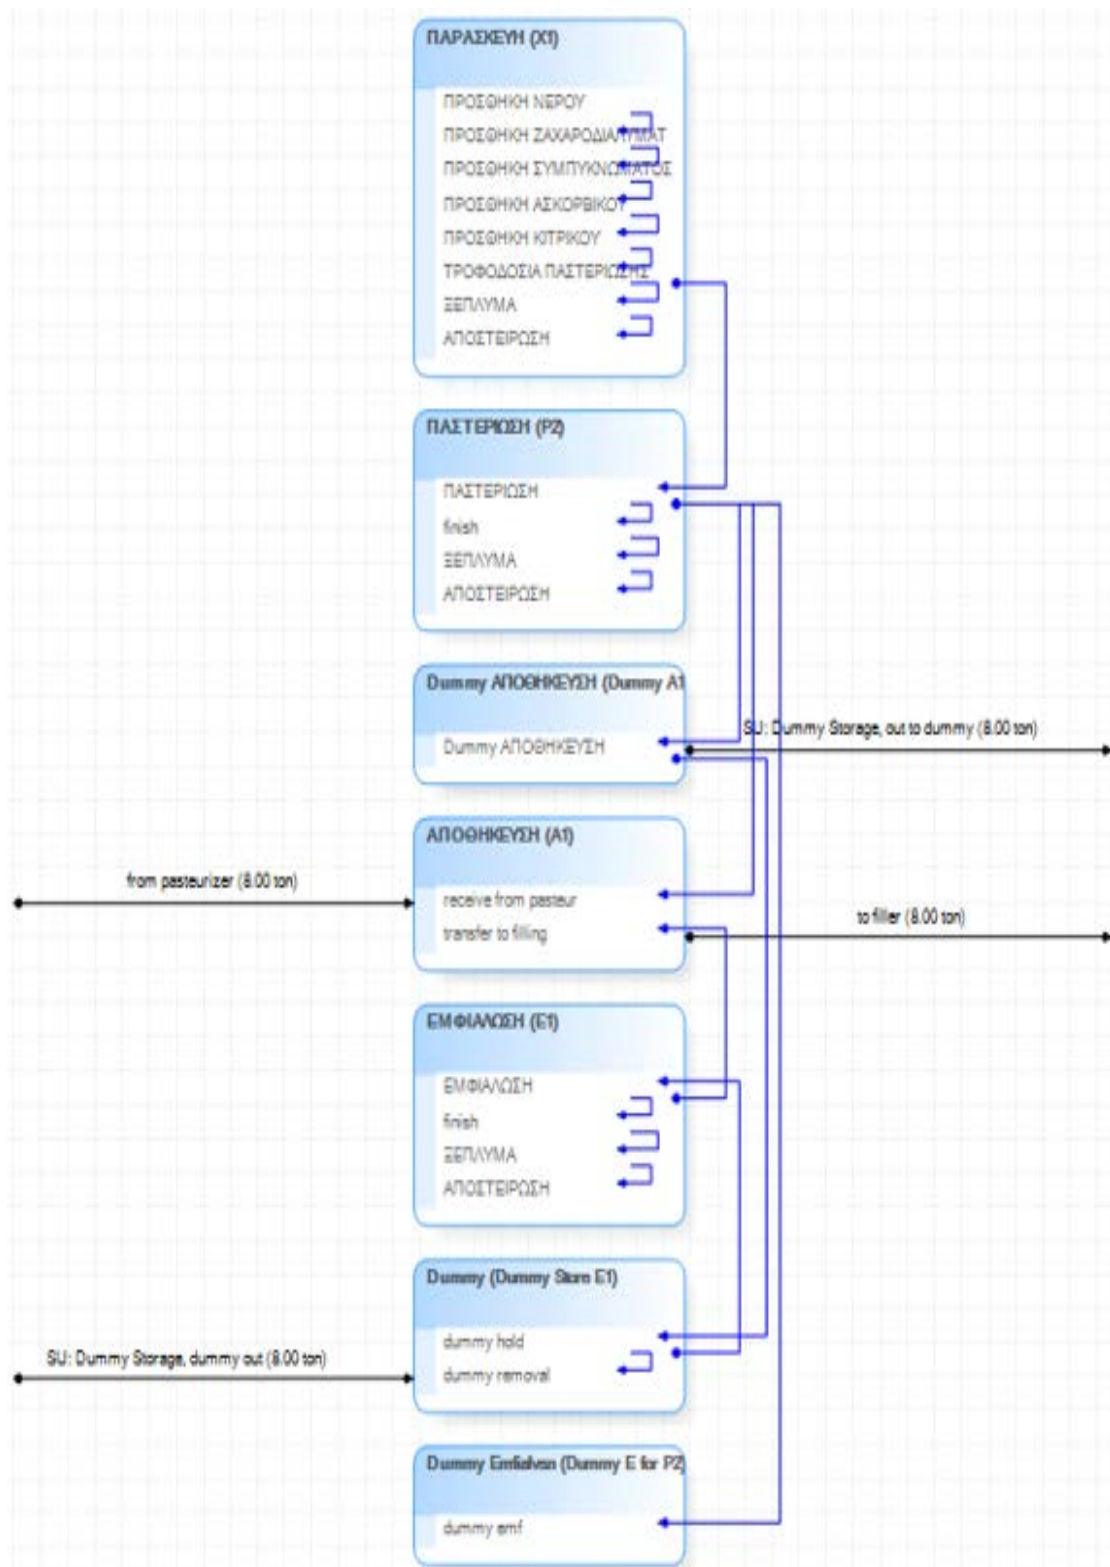 ΠΑΡΑΣΚΕΥΗ (X1)
ΠΡΟΣΘΗΚΗ ΝΕΡΟΥ
ΠΡΟΣΘΗΚΗ ΖΑΧΑΡΟΔΙΑΛΥΜΑΤ
ΠΡΟΣΘΗΚΗ ΣΥΜΠΥΚΝΩΜΑΤΟΣ
ΠΡΟΣΘΗΚΗ ΑΣΚΟΡΒΙΚΟΥ
ΠΡΟΣΘΗΚΗ ΚΙΤΡΙΚΟΥ
ΤΡΟΦΟΔΟΣΙΑ ΠΑΣΤΕΡΙΩΣΗΣ
ΞΕΠΛΥΜΑ
ΑΠΟΣΤΕΙΡΩΣΗ
ΠΑΣΤΕΡΙΩΣΗ (P2)
ΠΑΣΤΕΡΙΩΣΗ
finish
ΞΕΠΛΥΜΑ
ΑΠΟΣΤΕΙΡΩΣΗ
Dummy ΑΠΟΘΗΚΕΥΣΗ (Dummy A1
SU: Dummy Storage, out to dummy (8.00 ton)
Dummy ΑΠΟΘΗΚΕΥΣΗ
ΑΠΟΘΗΚΕΥΣΗ (A1)
from pasteurizer (8.00 ton)
receive from pasteur
to filler (8.00 ton)
transfer to filling
ΕΜΦΙΑΛΩΣΗ (E1)
ΕΜΦΙΑΛΩΣΗ
finish
ΞΕΠΛΥΜΑ
ΑΠΟΣΤΕΙΡΩΣΗ
Dummy (Dummy Store E1)
dummy hold
SU: Dummy Storage, dummy out (8.00 ton)
dummy removal
Dummy Emfialvsn (Dummy E for P2)
dummy emf